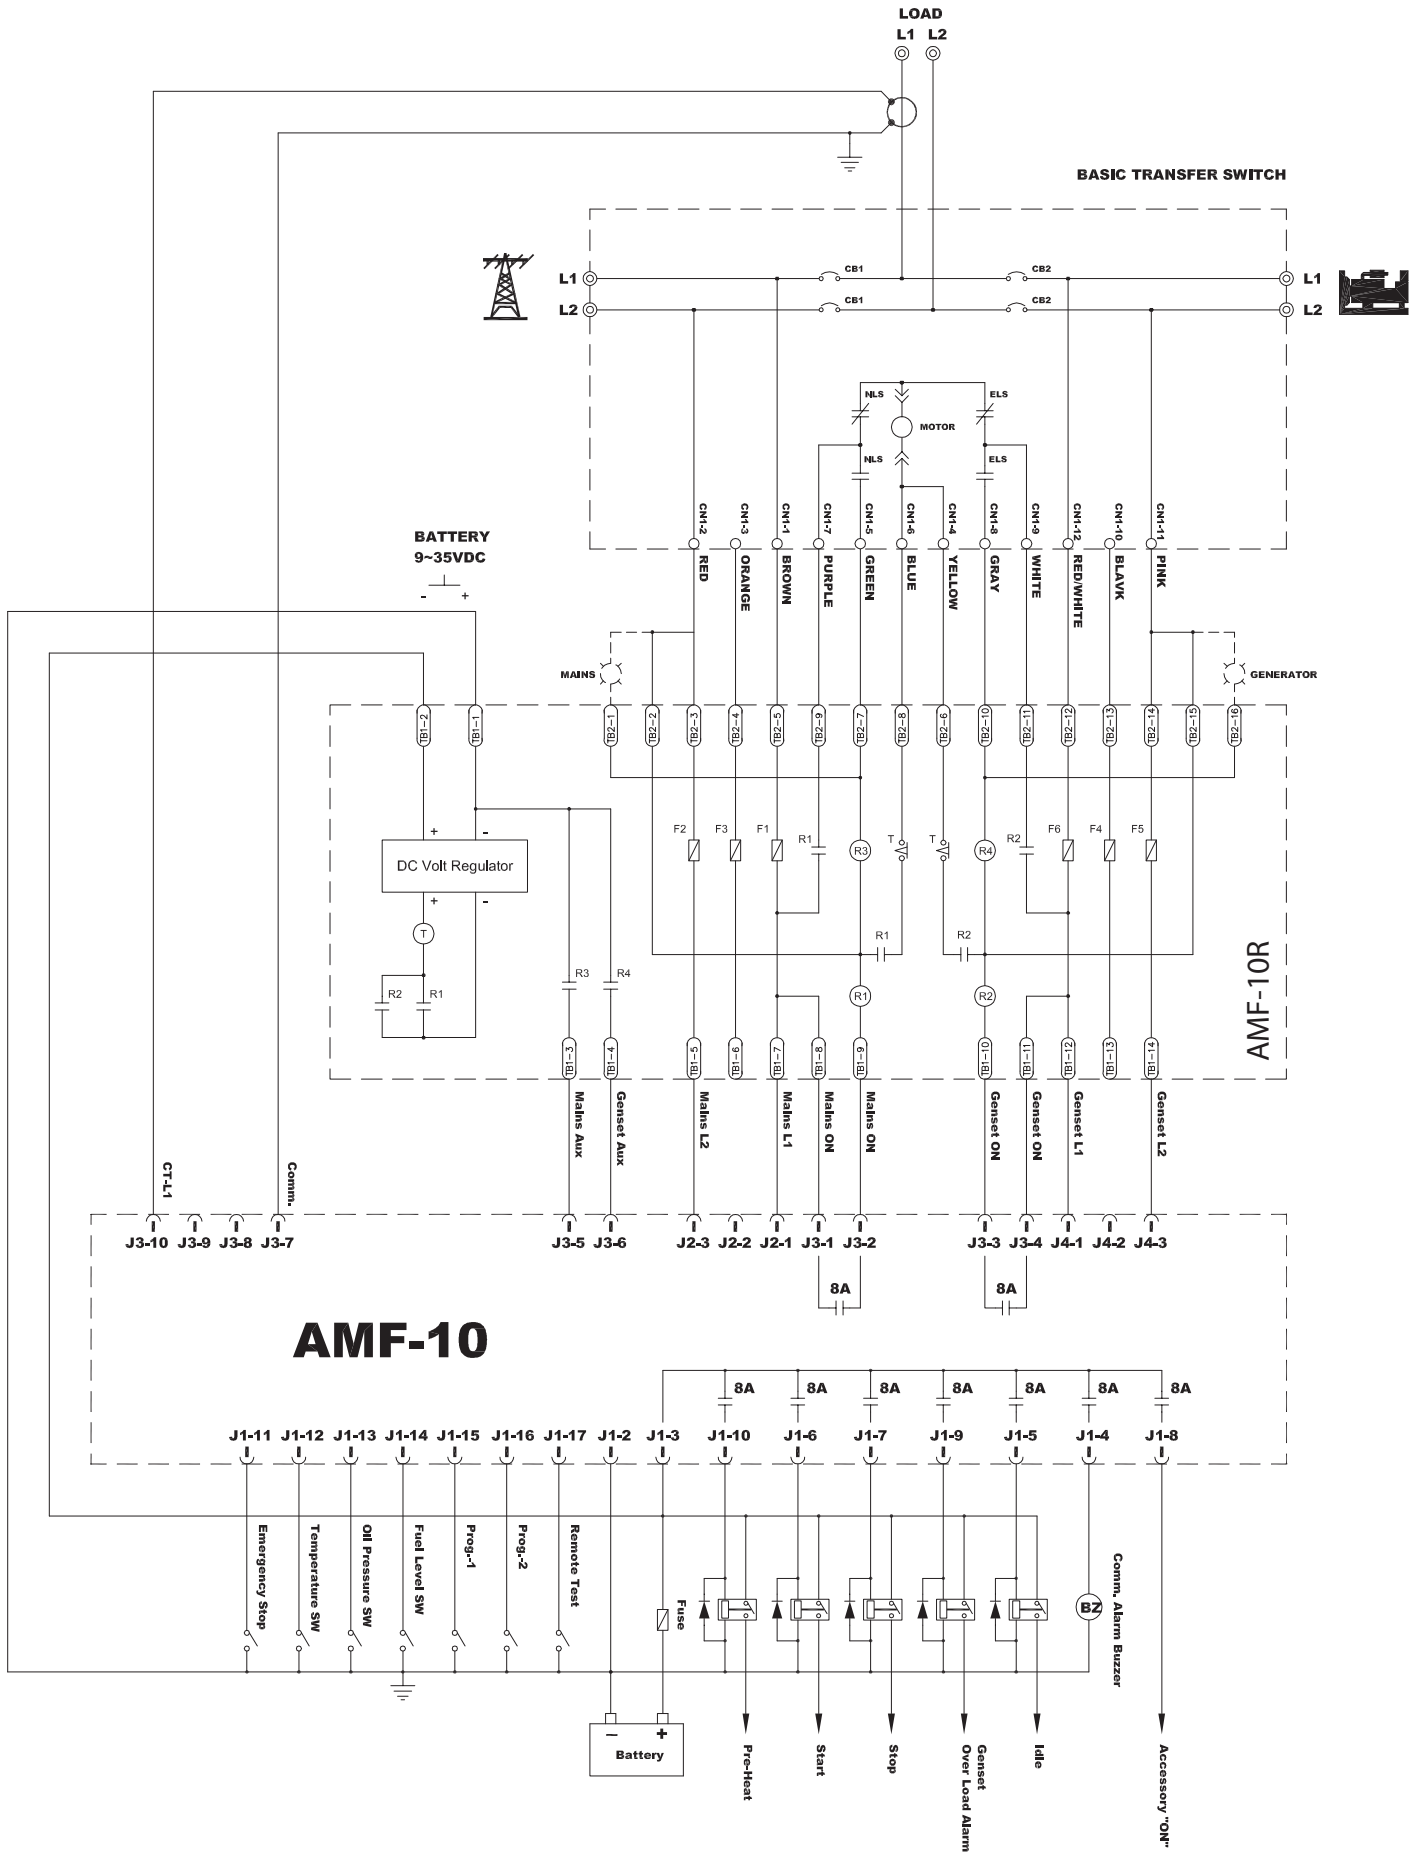 LOAD
L1 L2
BASIC TRANSFER SWITCH
L1 CB1 CB2 L1
L2 CB1 CB2 L2
NLS ELS
MOTOR
NLS ELS
CN1-2 CN1-3 CN1-1 CN1-7 CN1-5 CN1-6 CN1-4 CN1-8 CN1-9 CN1-12 CN1-10 CN1-11
BATTERY
9~35VDC
- +
RED ORANGE BROWN PURPLE GREEN BLUE YELLOW GRAY WHITE RED/WHITE BLAVK PINK
MAINS GENERATOR
TB1-2 TB1-1 TB2-1 TB2-2 TB2-3 TB2-4 TB2-5 TB2-9 TB2-7 TB2-8 TB2-6 TB2-10 TB2-11 TB2-12 TB2-13 TB2-14 TB2-15 TB2-16
+ -
DC Volt Regulator
+ -
F2 F3 F1 R1 R3 T T R4 R2 F6 F4 F5
T
R1 R2
R2 R1 R3 R4 R1 R2
AMF-10R
TB1-3 TB1-4 TB1-5 TB1-6 TB1-7 TB1-8 TB1-9 TB1-10 TB1-11 TB1-12 TB1-13 TB1-14
Mains Aux Genset Aux Mains L2 Mains L1 Mains ON Mains ON Genset ON Genset ON Genset L1 Genset L2
CT-L1 Comm.
J3-10 J3-9 J3-8 J3-7 J3-5 J3-6 J2-3 J2-2 J2-1 J3-1 J3-2 J3-3 J3-4 J4-1 J4-2 J4-3
8A 8A
AMF-10
8A 8A 8A 8A 8A 8A 8A
J1-11 J1-12 J1-13 J1-14 J1-15 J1-16 J1-17 J1-2 J1-3 J1-10 J1-6 J1-7 J1-9 J1-5 J1-4 J1-8
Emergency Stop
Temperature SW
Oil Pressure SW
Fuel Level SW
Prog.-1
Prog.-2
Remote Test
Fuse
BZ
Comm. Alarm Buzzer
- +
Battery
Pre-Heat
Start
Stop
Genset
Over Load Alarm
Idle
Accessory "ON"